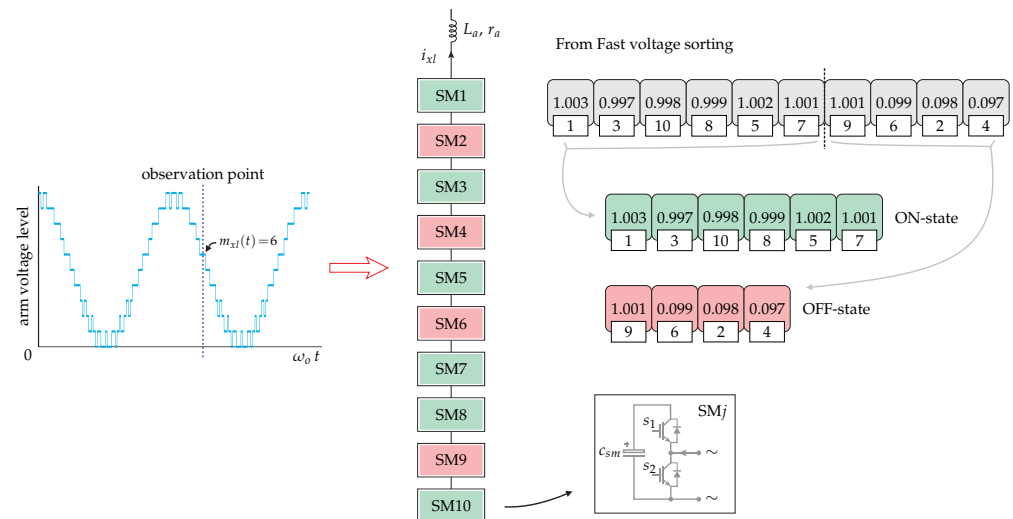 arm voltage level
0
ω_o t
observation point
m_xl(t)=6
L_a, r_a
i_xl
SM1
SM2
SM3
SM4
SM5
SM6
SM7
SM8
SM9
SM10
From Fast voltage sorting
1.003 0.997 0.998 0.999 1.002 1.001 1.001 0.099 0.098 0.097
1 3 10 8 5 7 9 6 2 4
1.003 0.997 0.998 0.999 1.002 1.001
1 3 10 8 5 7
ON-state
1.001 0.099 0.098 0.097
9 6 2 4
OFF-state
SMj
s_1
c_sm +
s_2
~
~